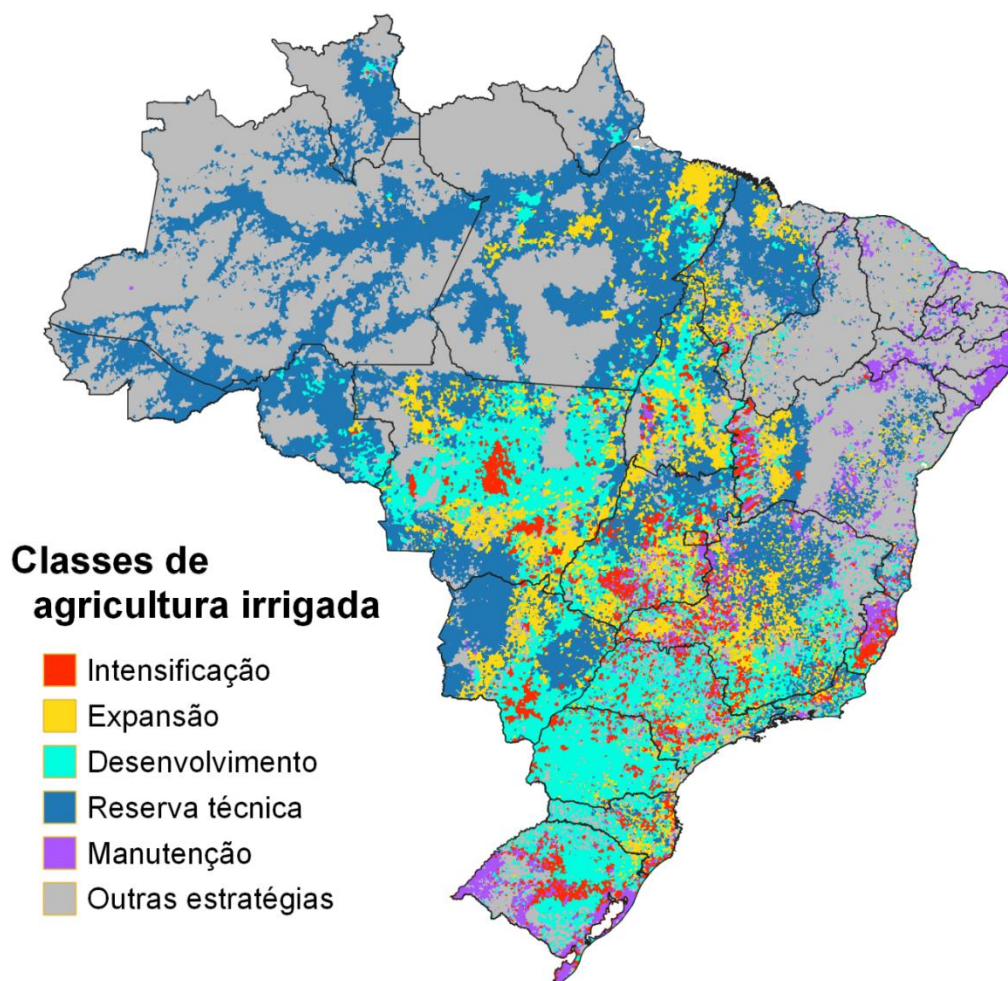 Classes de
agricultura irrigada
Intensificação
Expansão
Desenvolvimento
Reserva técnica
Manutenção
Outras estratégias